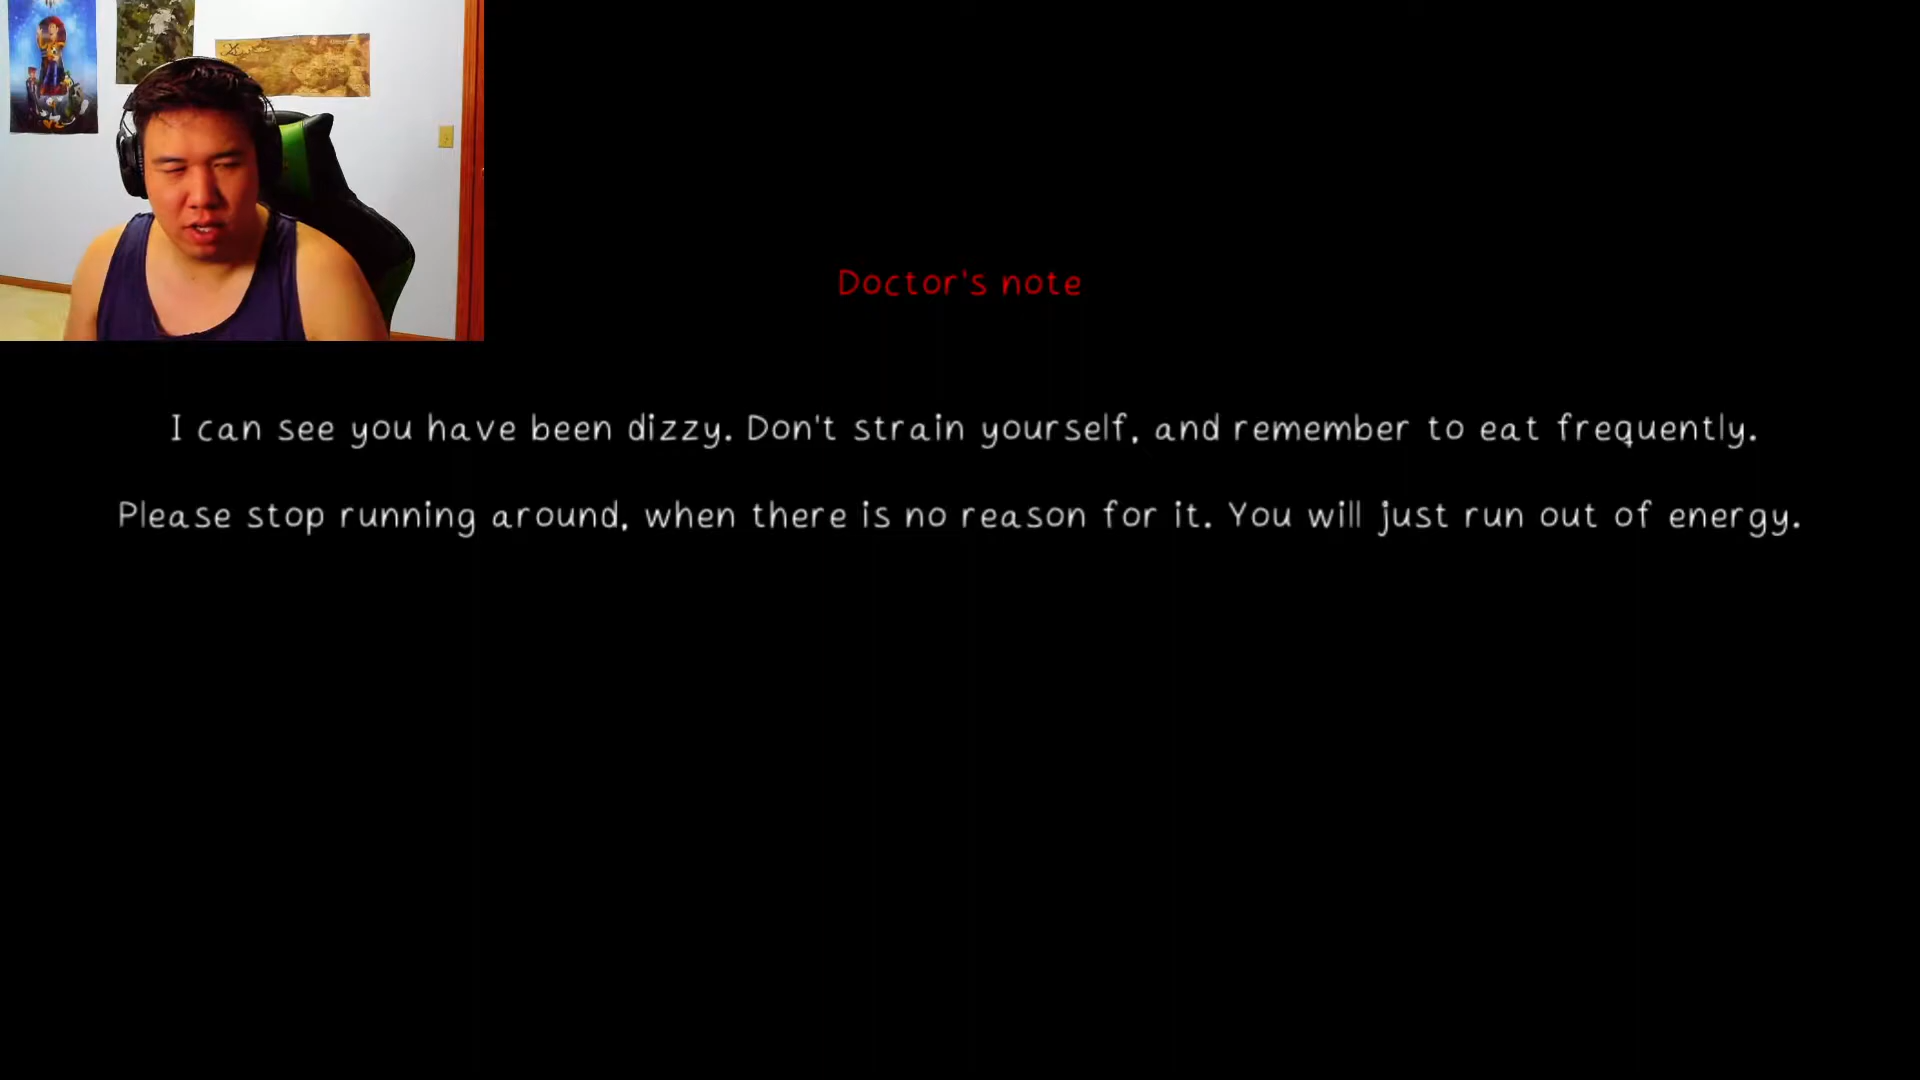 Doctor's note
I can see you have been dizzy. Don't strain yourself, and remember to eat frequently.
Please stop running around, when there is no reason for it. You will just run out of energy.